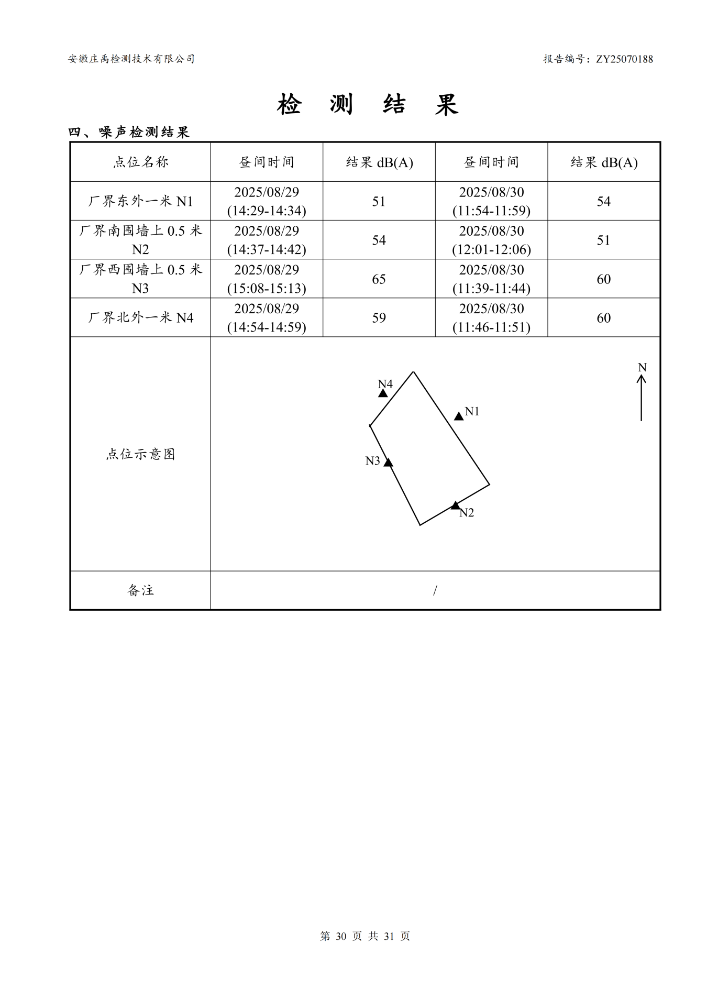 安徽庄禹检测技术有限公司 报告编号：ZY25070188
检 测 结 果
四、噪声检测结果
点位名称 昼间时间 结果 dB(A) 昼间时间 结果 dB(A)
厂界东外一米 N1 2025/08/29 (14:29-14:34) 51 2025/08/30 (11:54-11:59) 54
厂界南围墙上 0.5 米 N2 2025/08/29 (14:37-14:42) 54 2025/08/30 (12:01-12:06) 51
厂界西围墙上 0.5 米 N3 2025/08/29 (15:08-15:13) 65 2025/08/30 (11:39-11:44) 60
厂界北外一米 N4 2025/08/29 (14:54-14:59) 59 2025/08/30 (11:46-11:51) 60
点位示意图
N
N4
N1
N3
N2
备注 /
第 30 页 共 31 页